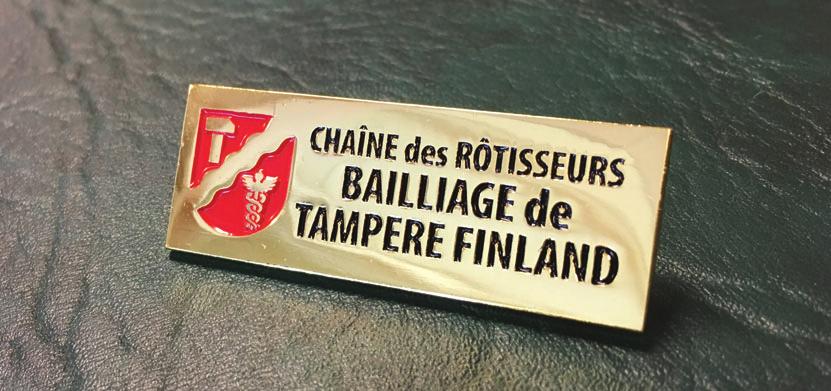 CHAÎNE des RÔTISSEURS
BAILLIAGE de
TAMPERE FINLAND